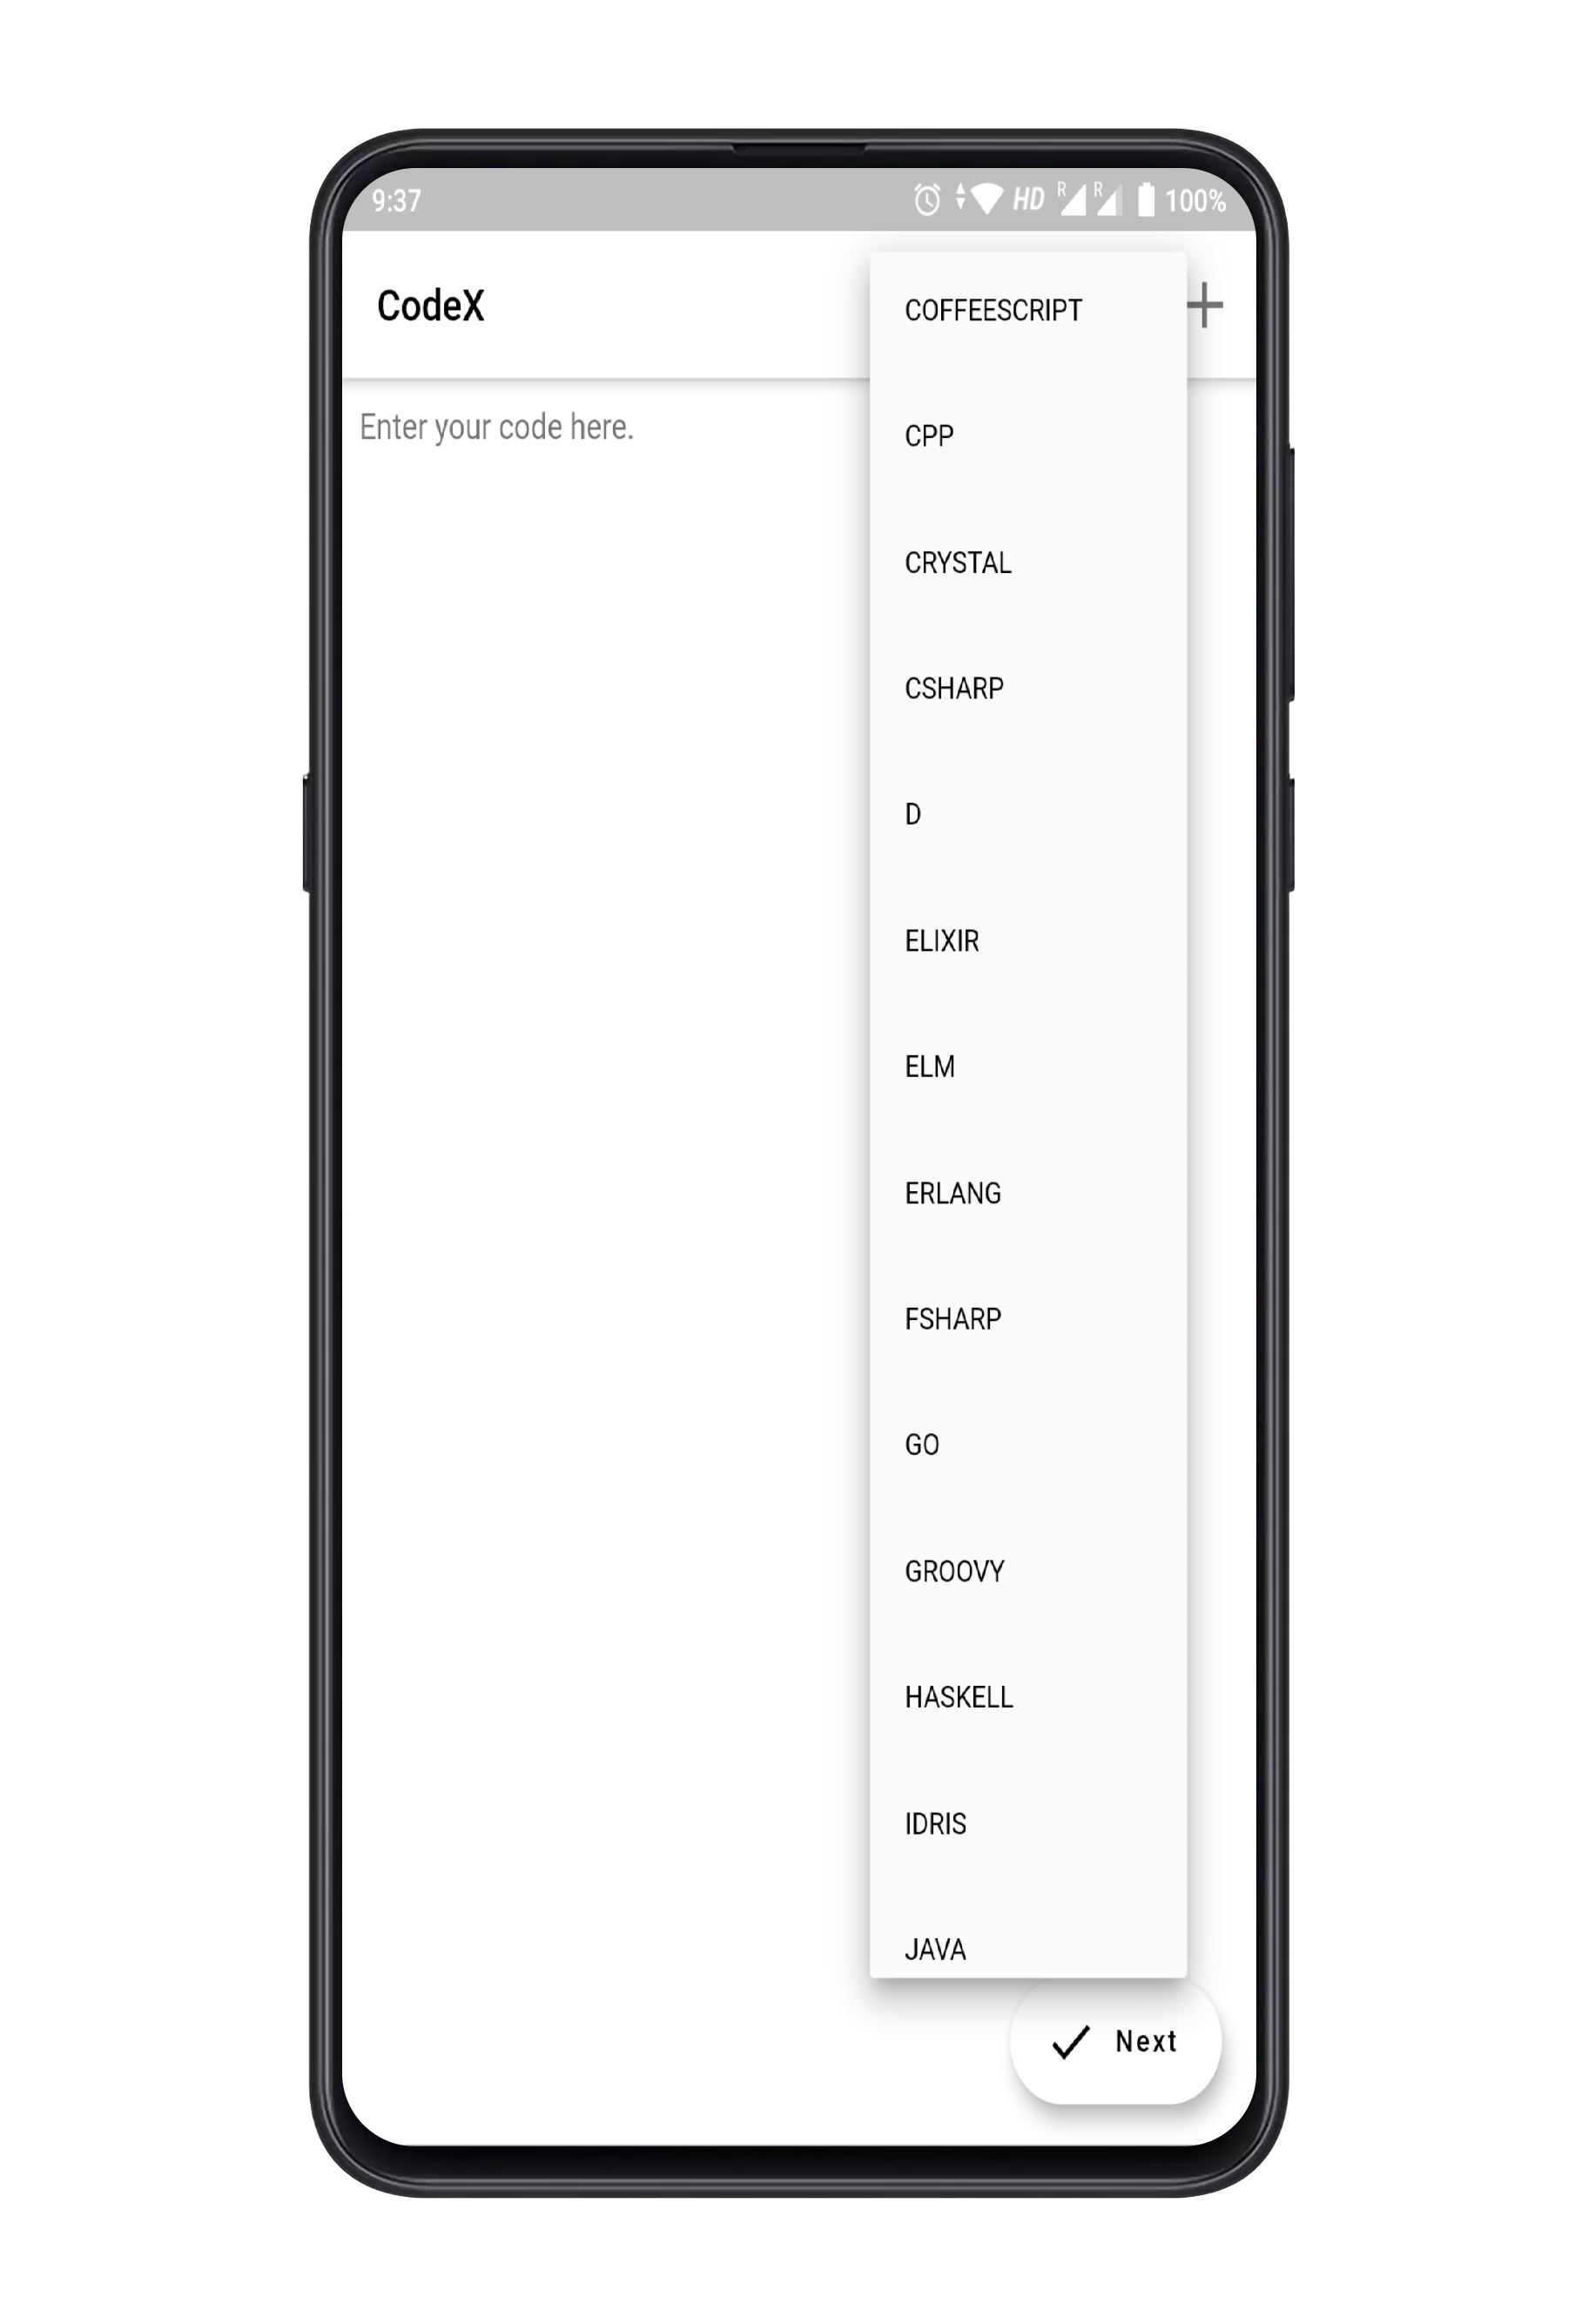 9:37 HD R R 100%
CodeX
Enter your code here.
COFFEESCRIPT
CPP
CRYSTAL
CSHARP
D
ELIXIR
ELM
ERLANG
FSHARP
GO
GROOVY
HASKELL
IDRIS
JAVA
Next